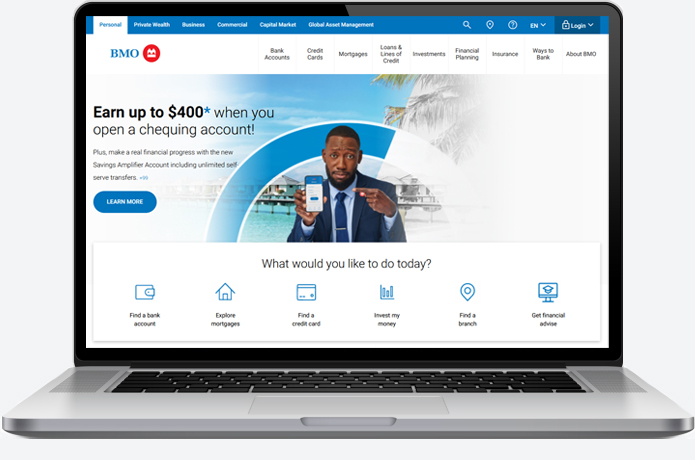 Personal Private Wealth Business Commercial Capital Market Global Asset Management EN Login
BMO
Bank Accounts
Credit Cards
Mortgages
Loans & Lines of Credit
Investments
Financial Planning
Insurance
Ways to Bank
About BMO
Earn up to $400* when you
open a chequing account!
Plus, make a real financial progress with the new
Savings Amplifier Account including unlimited self-
serve transfers.
LEARN MORE
What would you like to do today?
Find a bank
account
Explore
mortgages
Find a
credit card
Invest my
money
Find a
branch
Get financial
advise